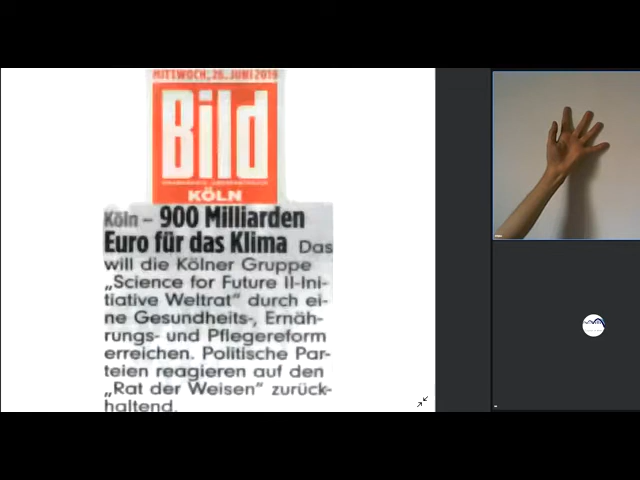 MITTWOCH, 26. JUNI 2019
Bild
KÖLN
Köln – 900 Milliarden
Euro für das Klima Das
will die Kölner Gruppe
„Science for Future II-Ini-
tiative Weltrat“ durch ei-
ne Gesundheits-, Ernäh-
rungs- und Pflegereform
erreichen. Politische Par-
teien reagieren auf den
„Rat der Weisen“ zurück-
haltend.